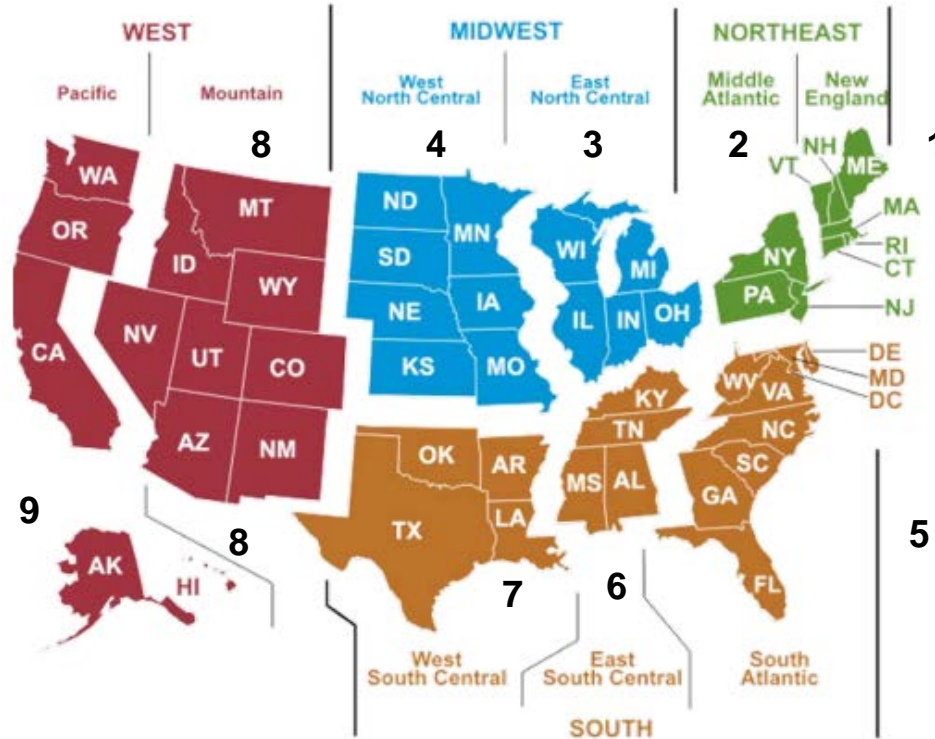 WEST
MIDWEST
NORTHEAST
Pacific
Mountain
West
North Central
East
North Central
Middle
Atlantic
New
England
8
4
3
2
1
NH
VT
ME
WA
MT
ND
MN
MA
OR
ID
SD
WI
MI
NY
RI
CT
WY
NE
IA
PA
NJ
CA
NV
UT
CO
KS
MO
IL
IN
OH
DE
WV
VA
MD
DC
KY
NC
AZ
NM
OK
AR
TN
SC
MS
AL
GA
TX
LA
9
8
5
AK
HI
7
6
FL
West
South Central
East
South Central
South
Atlantic
SOUTH